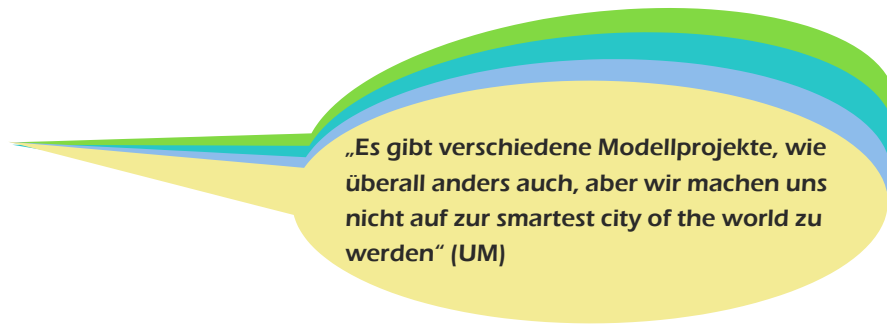 „Es gibt verschiedene Modellprojekte, wie
überall anders auch, aber wir machen uns
nicht auf zur smartest city of the world zu
werden“ (UM)